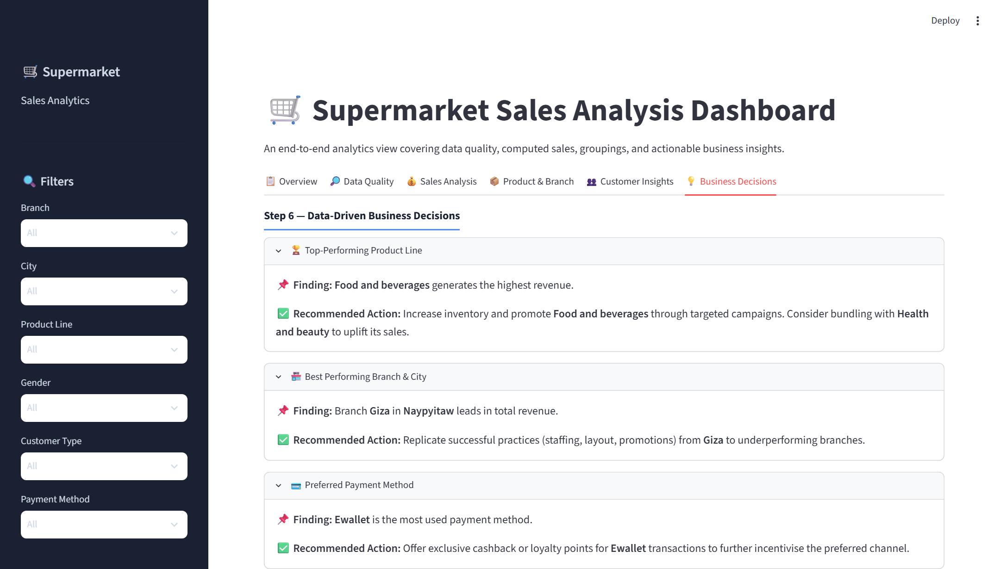 Deploy
Supermarket
Sales Analytics
Filters
Branch
All
City
All
Product Line
All
Gender
All
Customer Type
All
Payment Method
All
Supermarket Sales Analysis Dashboard
An end-to-end analytics view covering data quality, computed sales, groupings, and actionable business insights.
Overview Data Quality Sales Analysis Product & Branch Customer Insights Business Decisions
Step 6 — Data-Driven Business Decisions
Top-Performing Product Line
Finding: Food and beverages generates the highest revenue.
Recommended Action: Increase inventory and promote Food and beverages through targeted campaigns. Consider bundling with Health
and beauty to uplift its sales.
Best Performing Branch & City
Finding: Branch Giza in Naypyitaw leads in total revenue.
Recommended Action: Replicate successful practices (staffing, layout, promotions) from Giza to underperforming branches.
Preferred Payment Method
Finding: Ewallet is the most used payment method.
Recommended Action: Offer exclusive cashback or loyalty points for Ewallet transactions to further incentivise the preferred channel.